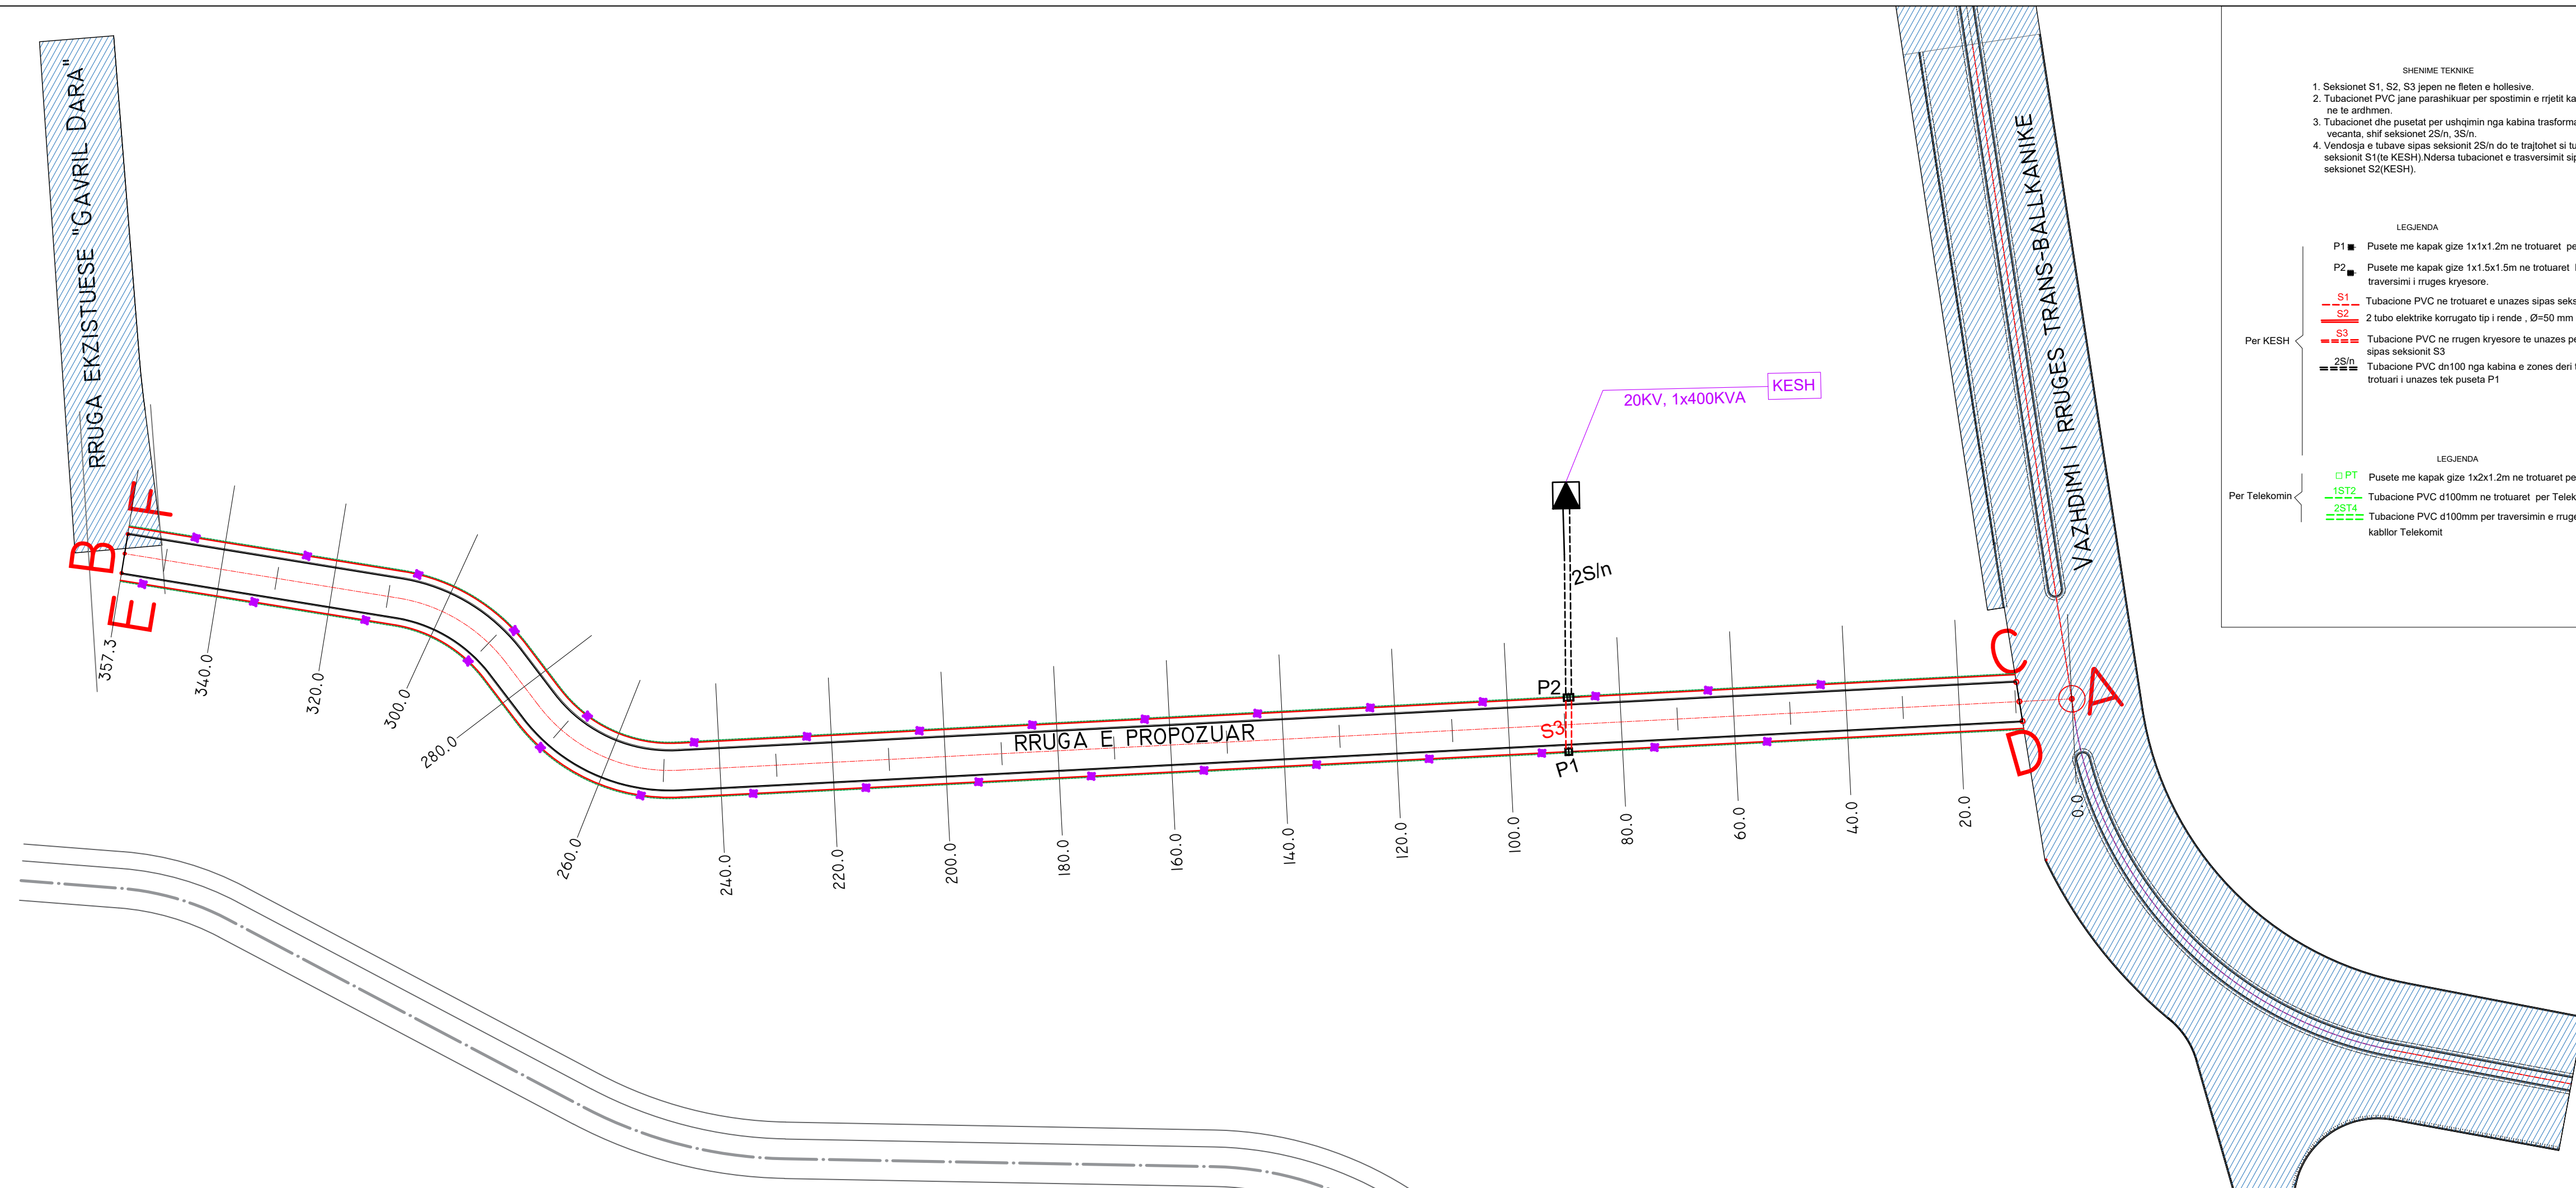 RRUGA EKZISTUESE "GAVRIL DARA"
VAZHDIMI I RRUGES TRANS-BALLKANIKE
SHENIME TEKNIKE
1. Seksionet S1, S2, S3 jepen ne fleten e hollesive.
2. Tubacionet PVC jane parashikuar per spostimin e rrjetit
ne te ardhmen.
3. Tubacionet dhe pusetat per ushqimin nga kabina
vecanta, shif seksionet 2S/n, 3S/n.
4. Vendosja e tubave sipas seksionit 2S/n do te trajtohet si
seksionit S1(te KESH).Ndersa tubacionet e trasversimit
seksionet S2(KESH).
LEGJENDA
Per KESH
P1 Pusete me kapak gize 1x1x1.2m ne trotuaret
P2 Pusete me kapak gize 1x1.5x1.5m ne trotuaret
traversimi i rruges kryesore.
S1 Tubacione PVC ne trotuaret e unazes sipas
S2 2 tubo elektrike korrugato tip i rende , Ø=50 mm
S3 Tubacione PVC ne rrugen kryesore te unazes
sipas seksionit S3
2S/n Tubacione PVC dn100 nga kabina e zones deri
trotuari i unazes tek puseta P1
LEGJENDA
Per Telekomin
PT Pusete me kapak gize 1x2x1.2m ne trotuaret
1ST2 Tubacione PVC d100mm ne trotuaret per
2ST4 Tubacione PVC d100mm per traversimin e
kabllor Telekomit
KESH
20KV, 1x400KVA
2S/n
P2
S3
P1
RRUGA E PROPOZUAR
F
B
E
C
A
D
357.3
340.0
320.0
300.0
280.0
260.0
240.0
220.0
200.0
180.0
160.0
140.0
120.0
100.0
80.0
60.0
40.0
20.0
0.0